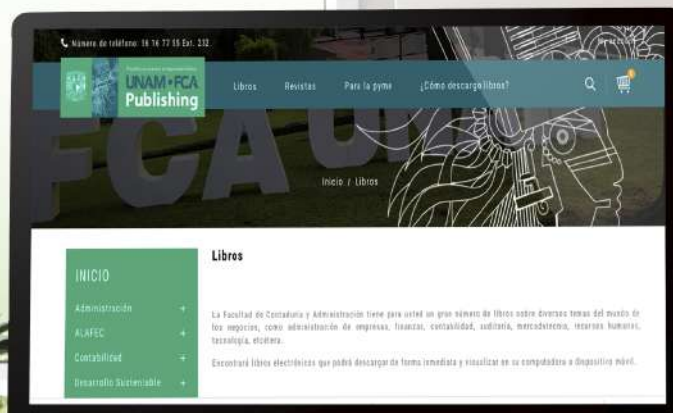 Número de teléfono: 56 16 77 55 Ext. 232
UNAM•FCA
Publishing
Libros Revistas Para la pyme ¿Cómo descargo libros?
FCA UN
Inicio / Libros
INICIO
Administración +
ALAFEC +
Contabilidad +
Desarrollo Sustentable +
Libros
La Facultad de Contaduría y Administración tiene para usted un gran número de libros sobre diversos temas del mundo de
los negocios, como administración de empresas, finanzas, contabilidad, auditoría, mercadotecnia, recursos humanos,
tecnología, etcétera.
Encontrará libros electrónicos que podrá descargar de forma inmediata y visualizar en su computadora o dispositivo móvil.